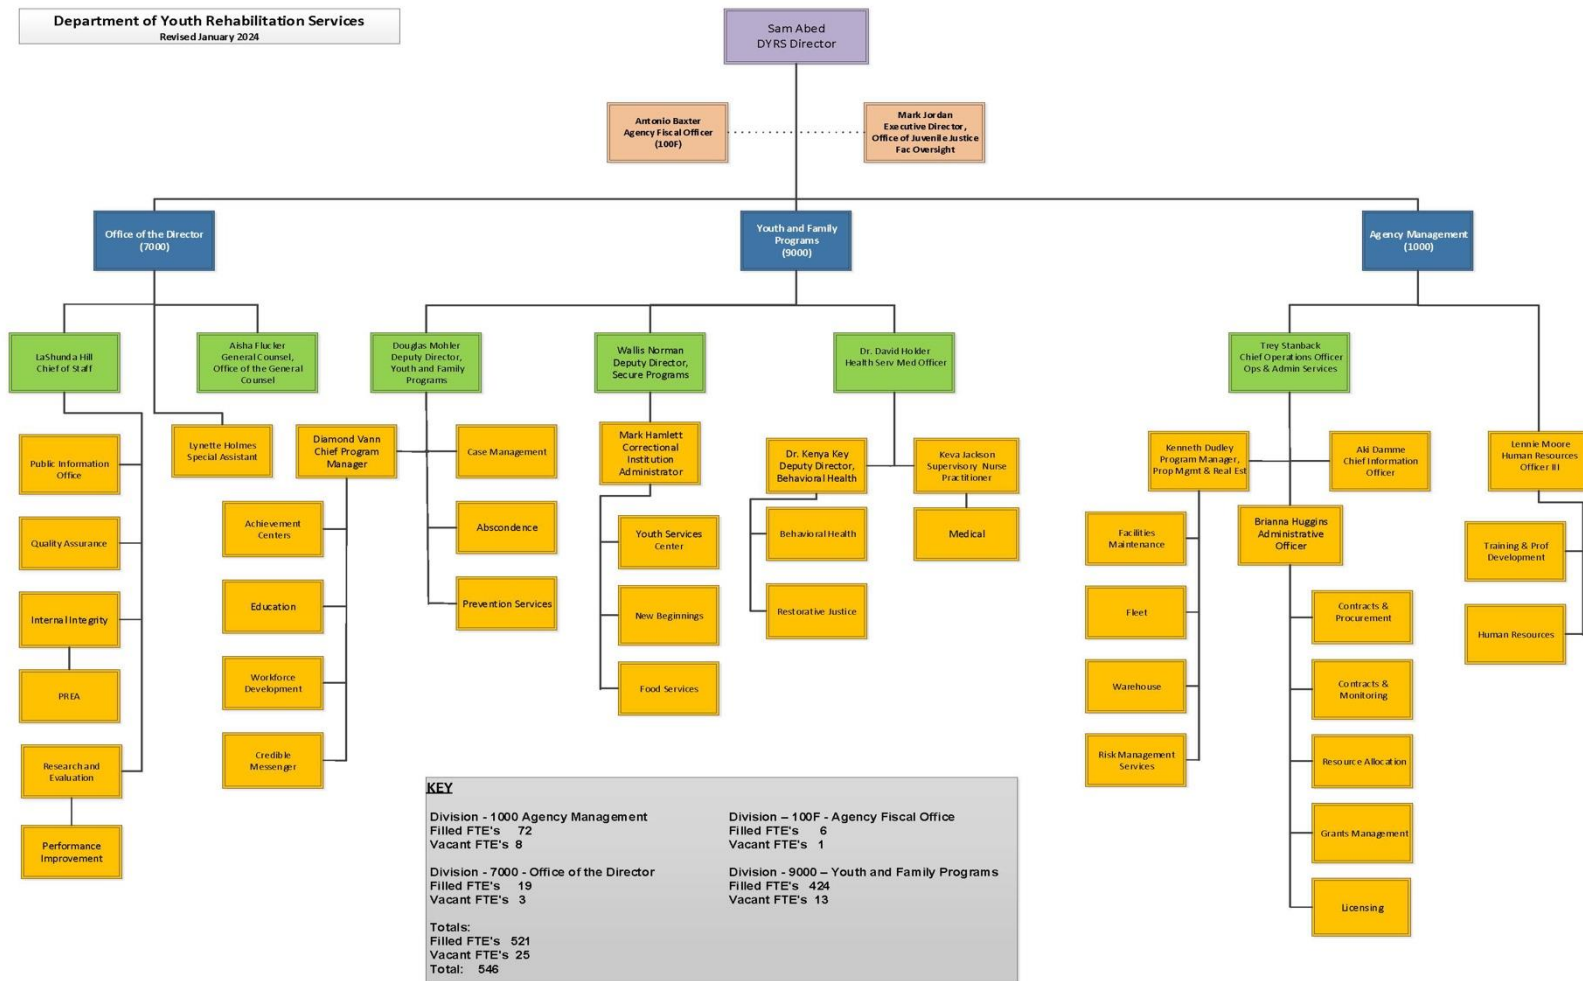 Department of Youth Rehabilitation Services
Revised January 2024
Sam Abed
DYRS Director
Antonio Baxter
Agency Fiscal Officer
(100F)
Mark Jordan
Executive Director,
Office of Juvenile Justice
Fac Oversight
Office of the Director
(7000)
Youth and Family
Programs
(9000)
Agency Management
(1000)
LaShunda Hill
Chief of Staff
Aisha Flucker
General Counsel,
Office of the General
Counsel
Douglas Mohler
Deputy Director,
Youth and Family
Programs
Wallis Norman
Deputy Director,
Secure Programs
Dr. David Holder
Health Serv Med Officer
Trey Stanback
Chief Operations Officer
Ops & Admin Services
Public Information
Office
Quality Assurance
Internal Integrity
PREA
Research and
Evaluation
Performance
Improvement
Lynette Holmes
Special Assistant
Diamond Vann
Chief Program
Manager
Achievement
Centers
Education
Workforce
Development
Credible
Messenger
Case Management
Abscondence
Prevention Services
Mark Hamlett
Correctional
Institution
Administrator
Youth Services
Center
New Beginnings
Food Services
Dr. Kenya Key
Deputy Director,
Behavioral Health
Behavioral Health
Restorative Justice
Keva Jackson
Supervisory Nurse
Practitioner
Medical
Kenneth Dudley
Program Manager,
Prop Mgmt & Real Est
Facilities
Maintenance
Fleet
Warehouse
Risk Management
Services
Aki Damme
Chief Information
Officer
Brianna Huggins
Administrative
Officer
Contracts &
Procurement
Contracts &
Monitoring
Resource Allocation
Grants Management
Licensing
Lennie Moore
Human Resources
Officer III
Training & Prof
Development
Human Resources
KEY
Division - 1000 Agency Management
Filled FTE's 72
Vacant FTE's 8
Division – 100F - Agency Fiscal Office
Filled FTE's 6
Vacant FTE's 1
Division - 7000 - Office of the Director
Filled FTE's 19
Vacant FTE's 3
Division - 9000 – Youth and Family Programs
Filled FTE's 424
Vacant FTE's 13
Totals:
Filled FTE's 521
Vacant FTE's 25
Total: 546